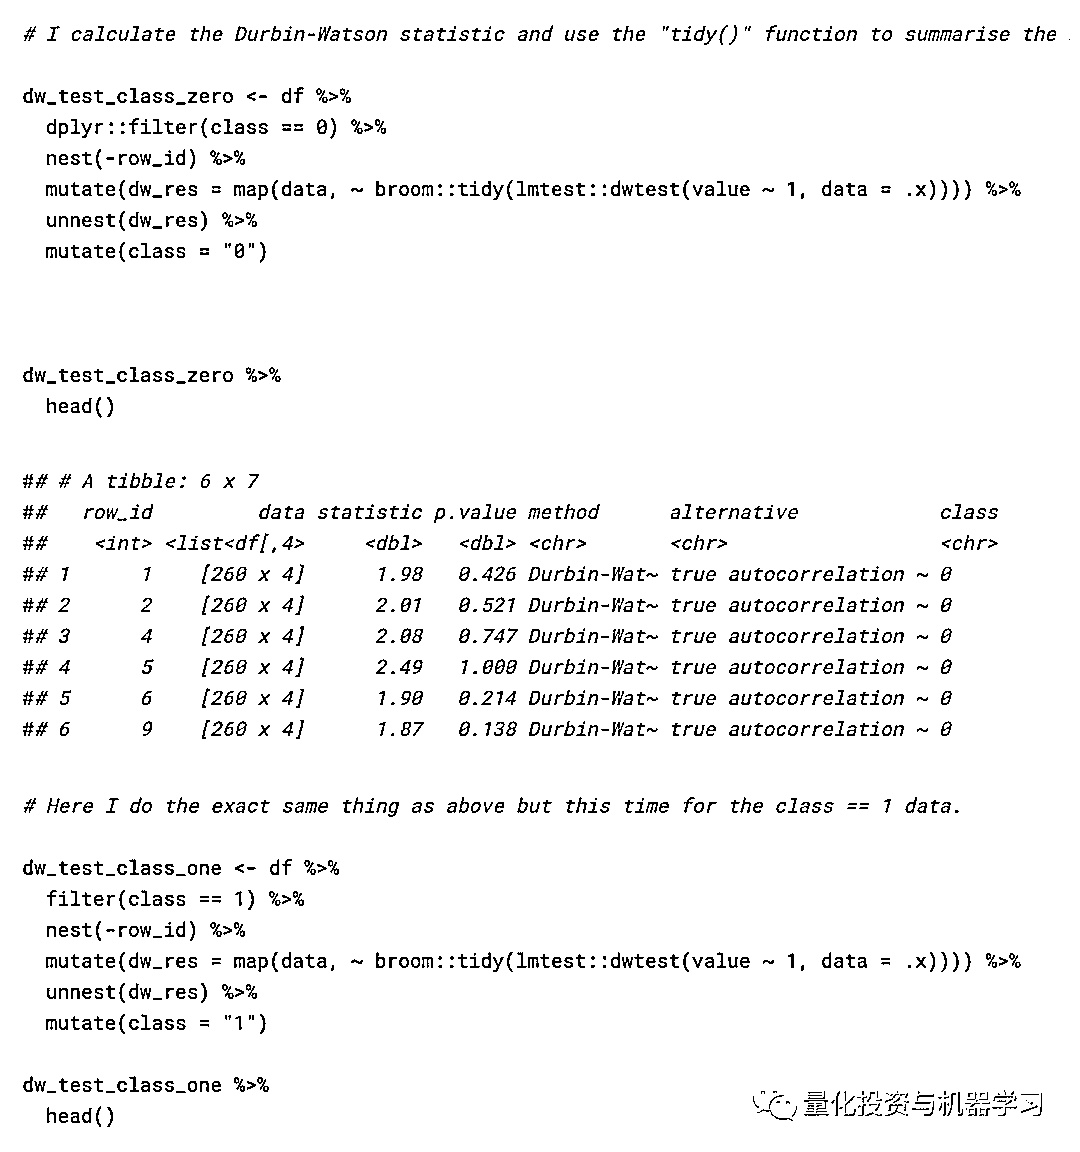 # I calculate the Durbin-Watson statistic and use the "tidy()" function to summarise the
dw_test_class_zero <- df %>%
  dplyr::filter(class == 0) %>%
  nest(-row_id) %>%
  mutate(dw_res = map(data, ~ broom::tidy(lmtest::dwtest(value ~ 1, data = .x)))) %>%
  unnest(dw_res) %>%
  mutate(class = "0")
dw_test_class_zero %>%
  head()
## # A tibble: 6 x 7
##   row_id          data statistic p.value method      alternative            class
##    <int> <list<df[,4>     <dbl>   <dbl> <chr>       <chr>                  <chr>
## 1      1    [260 x 4]      1.98   0.426 Durbin-Wat~ true autocorrelation ~ 0
## 2      2    [260 x 4]      2.01   0.521 Durbin-Wat~ true autocorrelation ~ 0
## 3      4    [260 x 4]      2.08   0.747 Durbin-Wat~ true autocorrelation ~ 0
## 4      5    [260 x 4]      2.49   1.000 Durbin-Wat~ true autocorrelation ~ 0
## 5      6    [260 x 4]      1.90   0.214 Durbin-Wat~ true autocorrelation ~ 0
## 6      9    [260 x 4]      1.87   0.138 Durbin-Wat~ true autocorrelation ~ 0
# Here I do the exact same thing as above but this time for the class == 1 data.
dw_test_class_one <- df %>%
  filter(class == 1) %>%
  nest(-row_id) %>%
  mutate(dw_res = map(data, ~ broom::tidy(lmtest::dwtest(value ~ 1, data = .x)))) %>%
  unnest(dw_res) %>%
  mutate(class = "1")
dw_test_class_one %>%
  head()
量化投资与机器学习